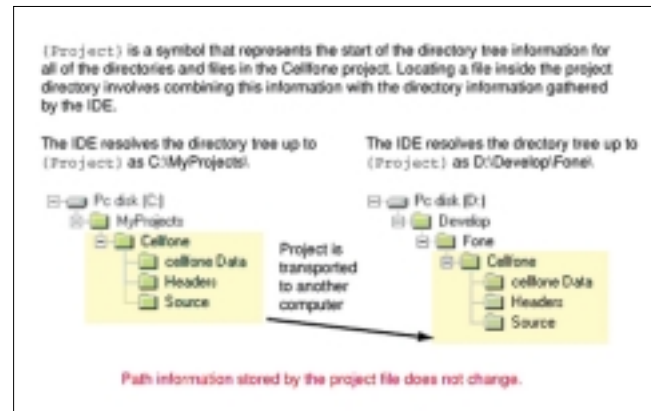 {Project} is a symbol that represents the start of the directory tree information for
all of the directories and files in the Cellfone project. Locating a file inside the project
directory involves combining this information with the directory information gathered
by the IDE.
The IDE resolves the directory tree up to
{Project} as C:\MyProjects\.
Pc disk (C:)
MyProjects
Cellfone
cellfone Data
Headers
Source
Project is
transported
to another
computer
The IDE resolves the drectory tree up to
{Project} as D:\Develop\Fone\.
Pc disk (D:)
Develop
Fone
Cellfone
cellfone Data
Headers
Source
Path information stored by the project file does not change.